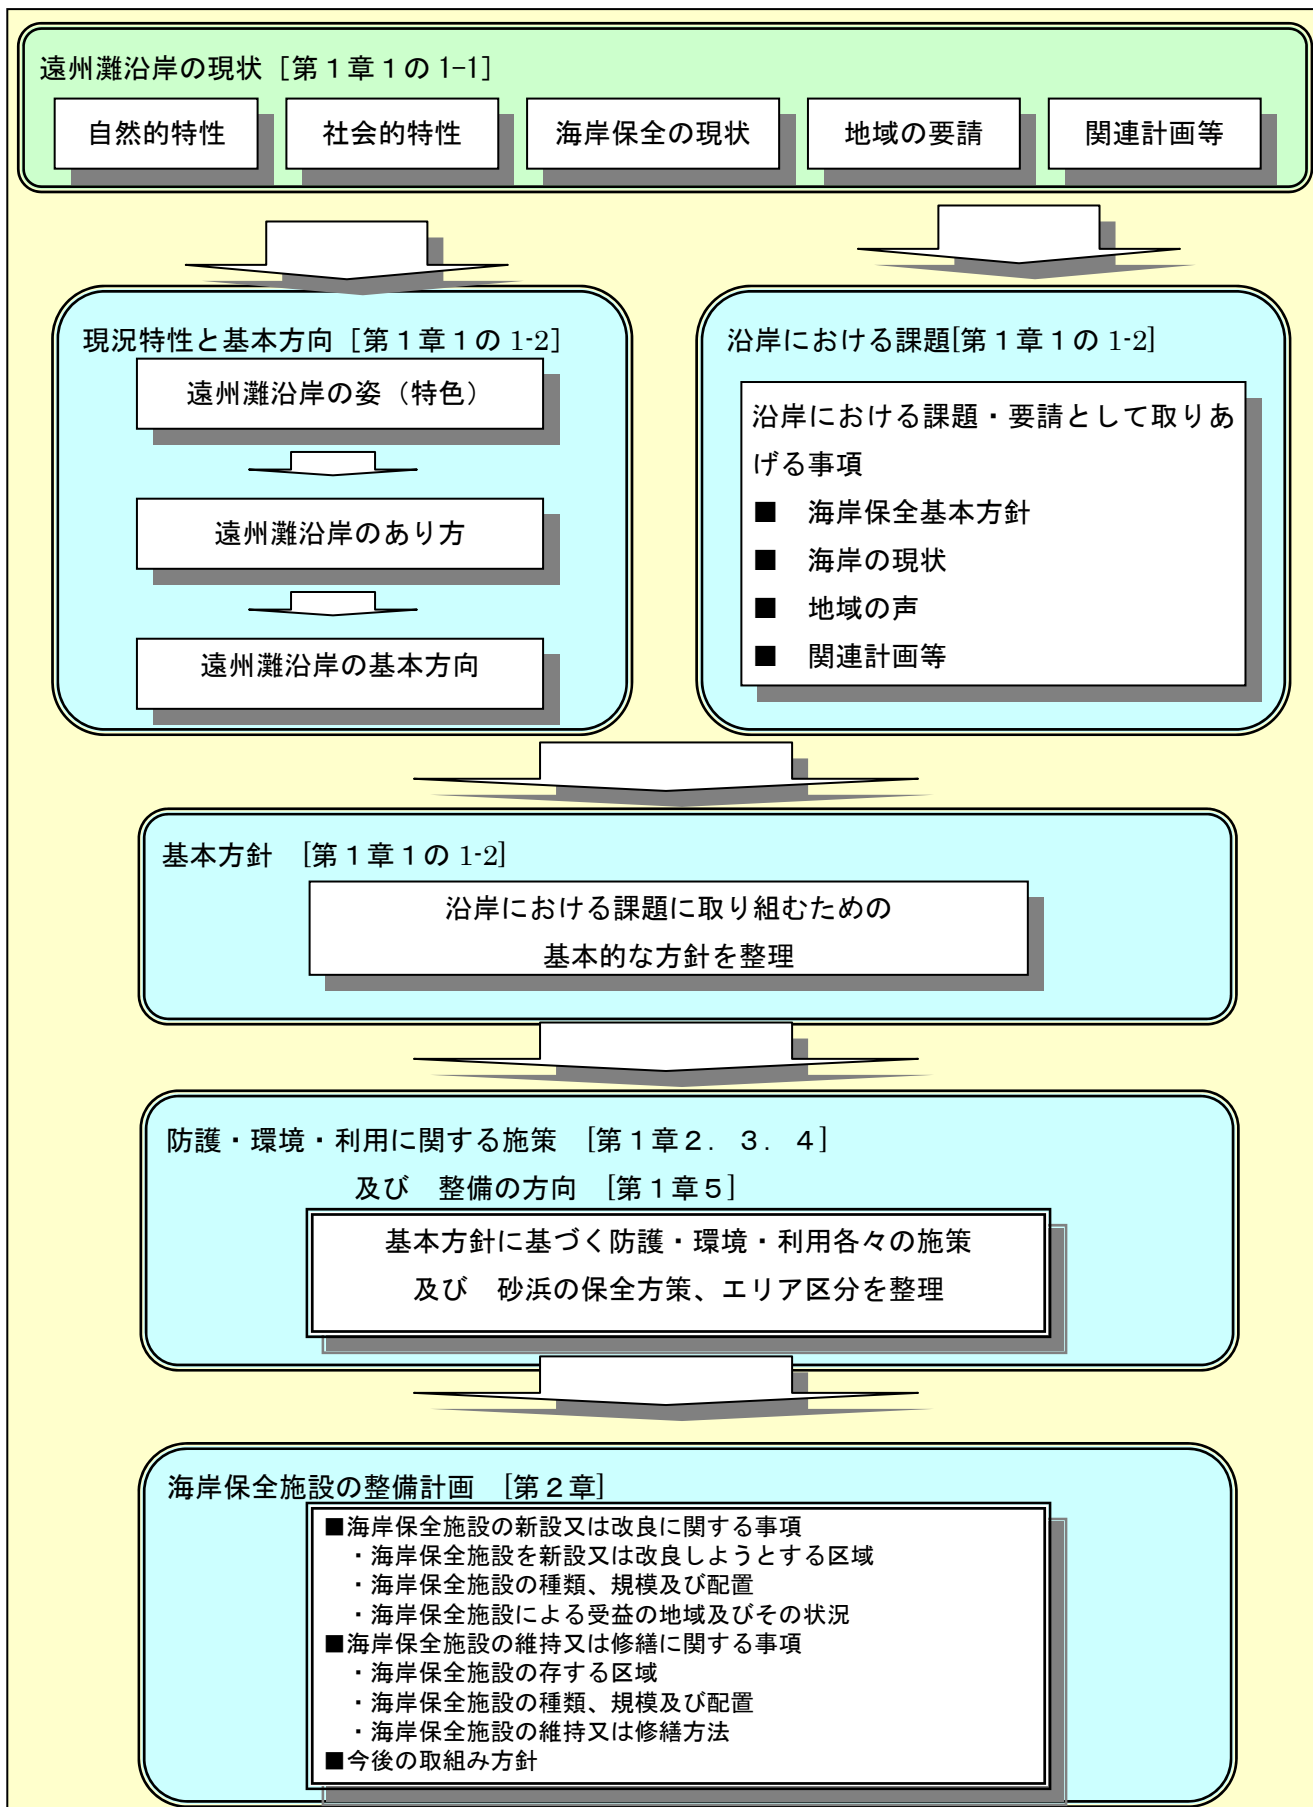 遠州灘沿岸の現状［第１章１の1-1］
自然的特性
社会的特性
海岸保全の現状
地域の要請
関連計画等
現況特性と基本方向［第１章１の1-2］
遠州灘沿岸の姿（特色）
遠州灘沿岸のあり方
遠州灘沿岸の基本方向
沿岸における課題[第１章１の1-2]
沿岸における課題・要請として取りあ
げる事項
■　海岸保全基本方針
■　海岸の現状
■　地域の声
■　関連計画等
基本方針　[第１章１の1-2]
沿岸における課題に取り組むための
基本的な方針を整理
防護・環境・利用に関する施策　[第１章２．３．４]
及び　整備の方向　[第１章５]
基本方針に基づく防護・環境・利用各々の施策
及び　砂浜の保全方策、エリア区分を整理
海岸保全施設の整備計画　[第２章]
■海岸保全施設の新設又は改良に関する事項
・海岸保全施設を新設又は改良しようとする区域
・海岸保全施設の種類、規模及び配置
・海岸保全施設による受益の地域及びその状況
■海岸保全施設の維持又は修繕に関する事項
・海岸保全施設の存する区域
・海岸保全施設の種類、規模及び配置
・海岸保全施設の維持又は修繕方法
■今後の取組み方針